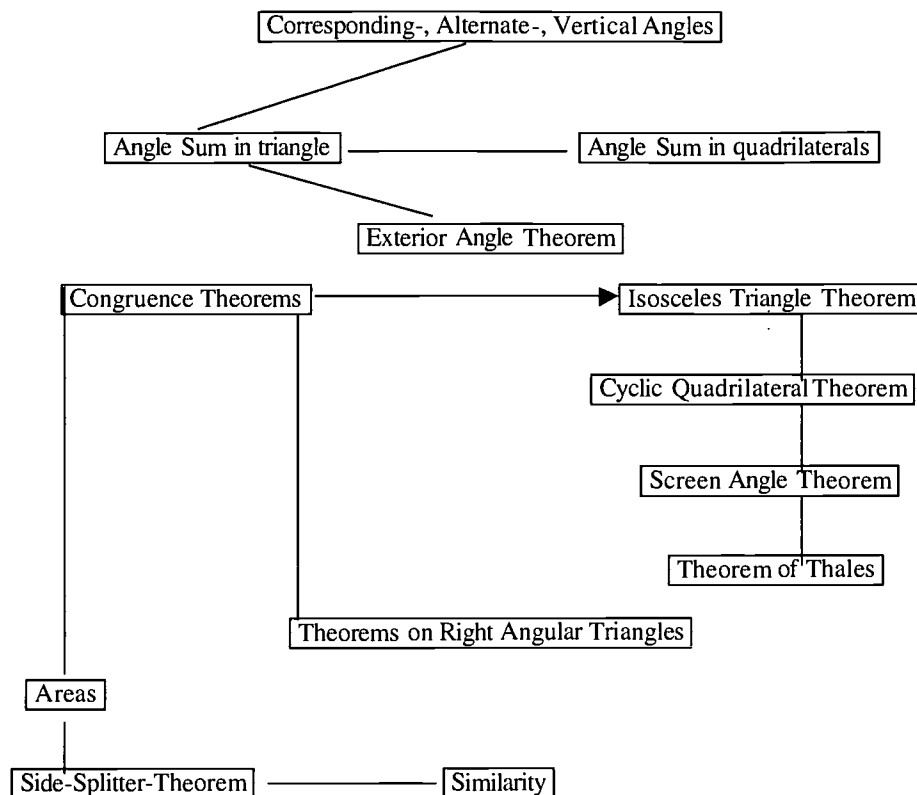 Corresponding-, Alternate-, Vertical Angles
Angle Sum in triangle
Angle Sum in quadrilaterals
Exterior Angle Theorem
Congruence Theorems
Isosceles Triangle Theorem
Cyclic Quadrilateral Theorem
Screen Angle Theorem
Theorem of Thales
Theorems on Right Angular Triangles
Areas
Side-Splitter-Theorem
Similarity